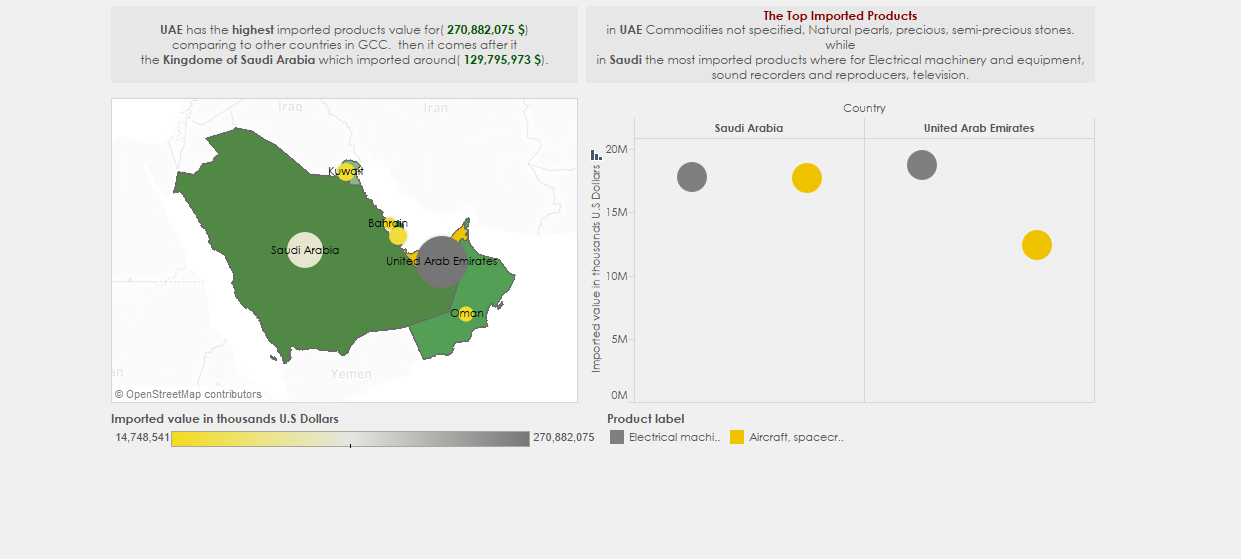 UAE has the highest imported products value for( 270,882,075 $)
comparing to other countries in GCC. then it comes after it
the Kingdome of Saudi Arabia which imported around( 129,795,973 $).
The Top Imported Products
in UAE Commodities not specified, Natural pearls, precious, semi-precious stones.
while
in Saudi the most imported products where for Electrical machinery and equipment,
sound recorders and reproducers, television.
Iraq
Iran
Kuwait
Bahrain
Saudi Arabia
United Arab Emirates
Oman
Yemen
an
© OpenStreetMap contributors
Imported value in thousands U.S Dollars
14,748,541
270,882,075
Country
Saudi Arabia
United Arab Emirates
Imported value in thousands U.S Dollars
20M
15M
10M
5M
0M
Product label
Electrical machi..
Aircraft, spacecr..